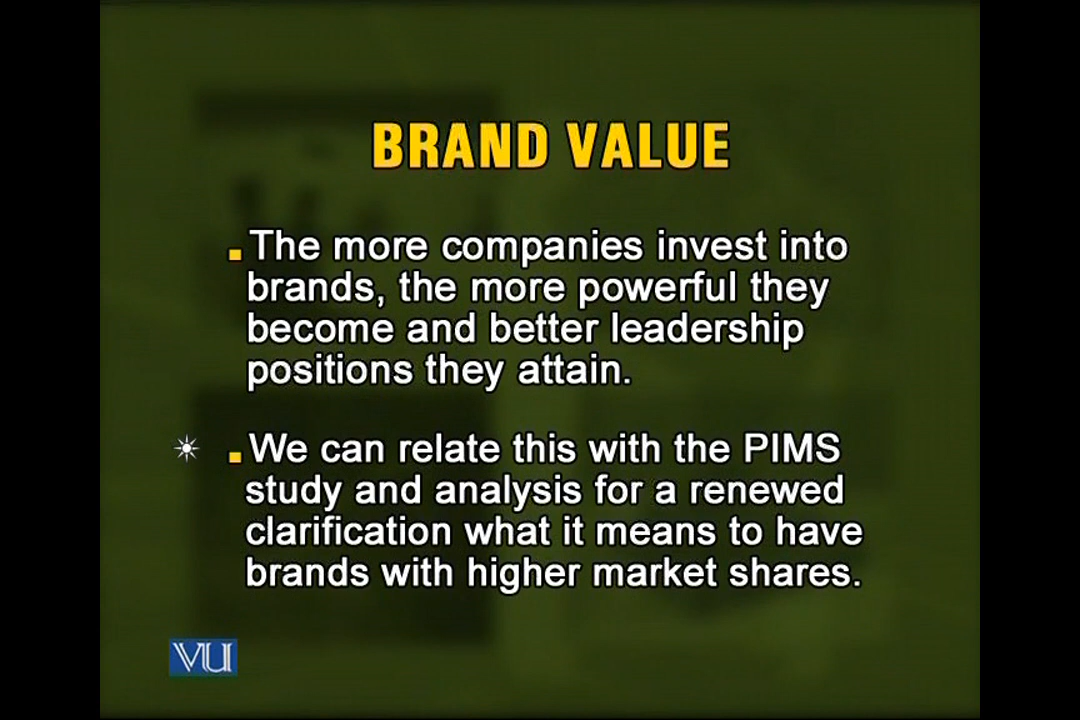 BRAND VALUE
The more companies invest into
brands, the more powerful they
become and better leadership
positions they attain.
We can relate this with the PIMS
study and analysis for a renewed
clarification what it means to have
brands with higher market shares.
VU